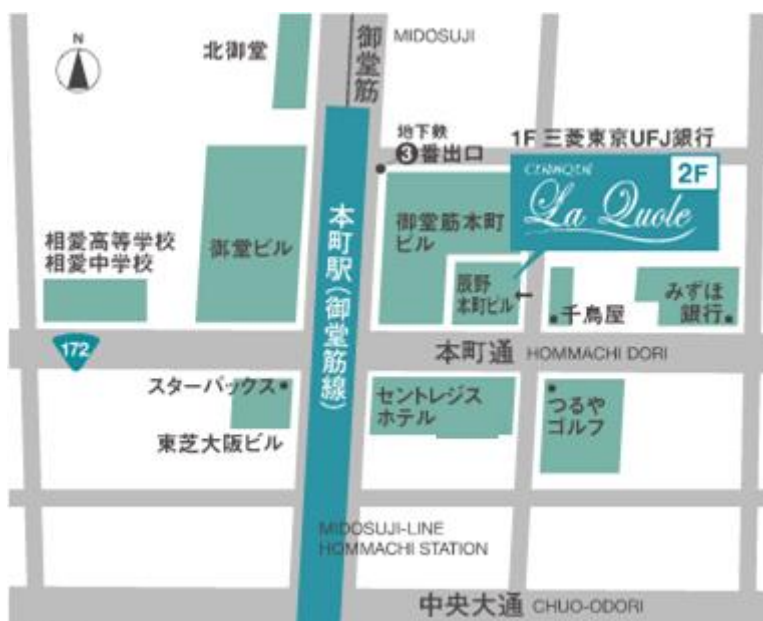 N
北御堂
御堂筋
MIDOSUJI
地下鉄
❸番出口
1F 三菱東京UFJ銀行
2F
La Quole
相愛高等学校
相愛中学校
御堂ビル
本町駅(御堂筋線)
御堂筋本町
ビル
辰野
本町ビル
←
千鳥屋
みずほ
銀行
172
本町通 HOMMACHI DORI
スターバックス
東芝大阪ビル
セントレジス
ホテル
つるや
ゴルフ
MIDOSUJI-LINE
HOMMACHI STATION
中央大通 CHUO-ODORI